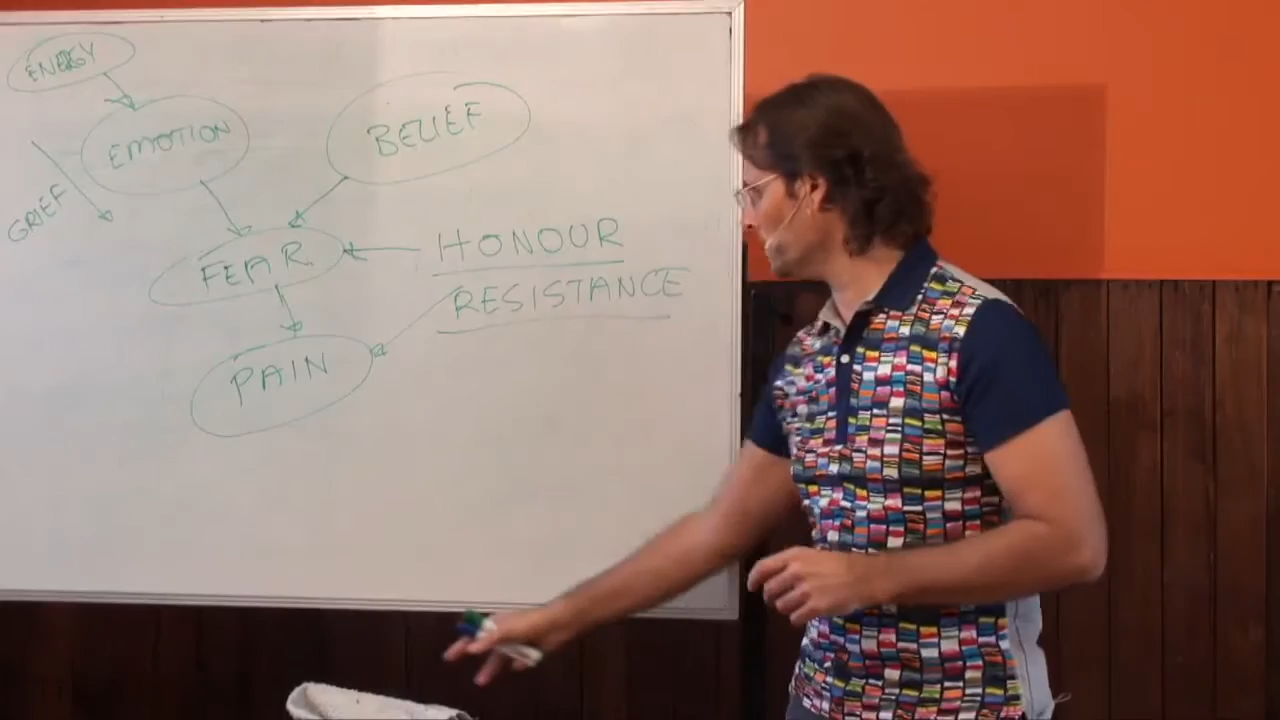 ENERGY
EMOTION
BELIEF
GRIEF
FEAR
HONOUR
RESISTANCE
PAIN